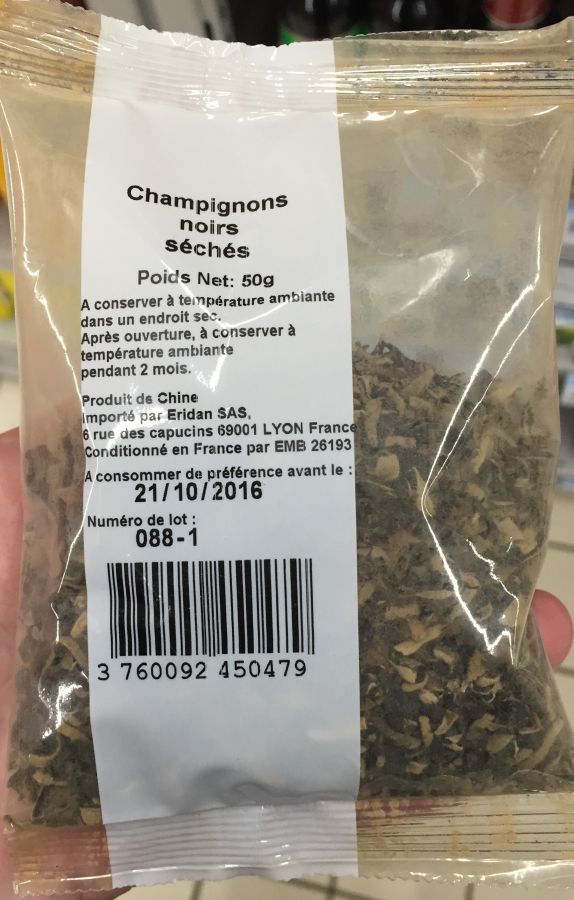 Champignons
noirs
séchés
Poids Net: 50g
A conserver à température ambiante
dans un endroit sec.
Après ouverture, à conserver à
température ambiante
pendant 2 mois.
Produit de Chine
Importé par Eridan SAS,
6 rue des capucins 69001 LYON France
Conditionné en France par EMB 26193
A consommer de préférence avant le :
21/10/2016
Numéro de lot :
088-1
3 760092 450479